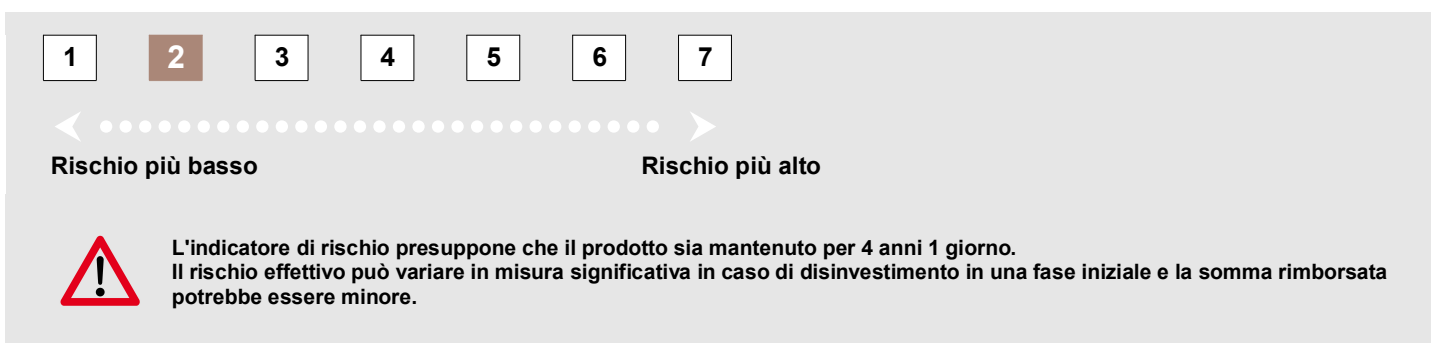 1 2 3 4 5 6 7
Rischio più basso Rischio più alto
L'indicatore di rischio presuppone che il prodotto sia mantenuto per 4 anni 1 giorno.
Il rischio effettivo può variare in misura significativa in caso di disinvestimento in una fase iniziale e la somma rimborsata
potrebbe essere minore.